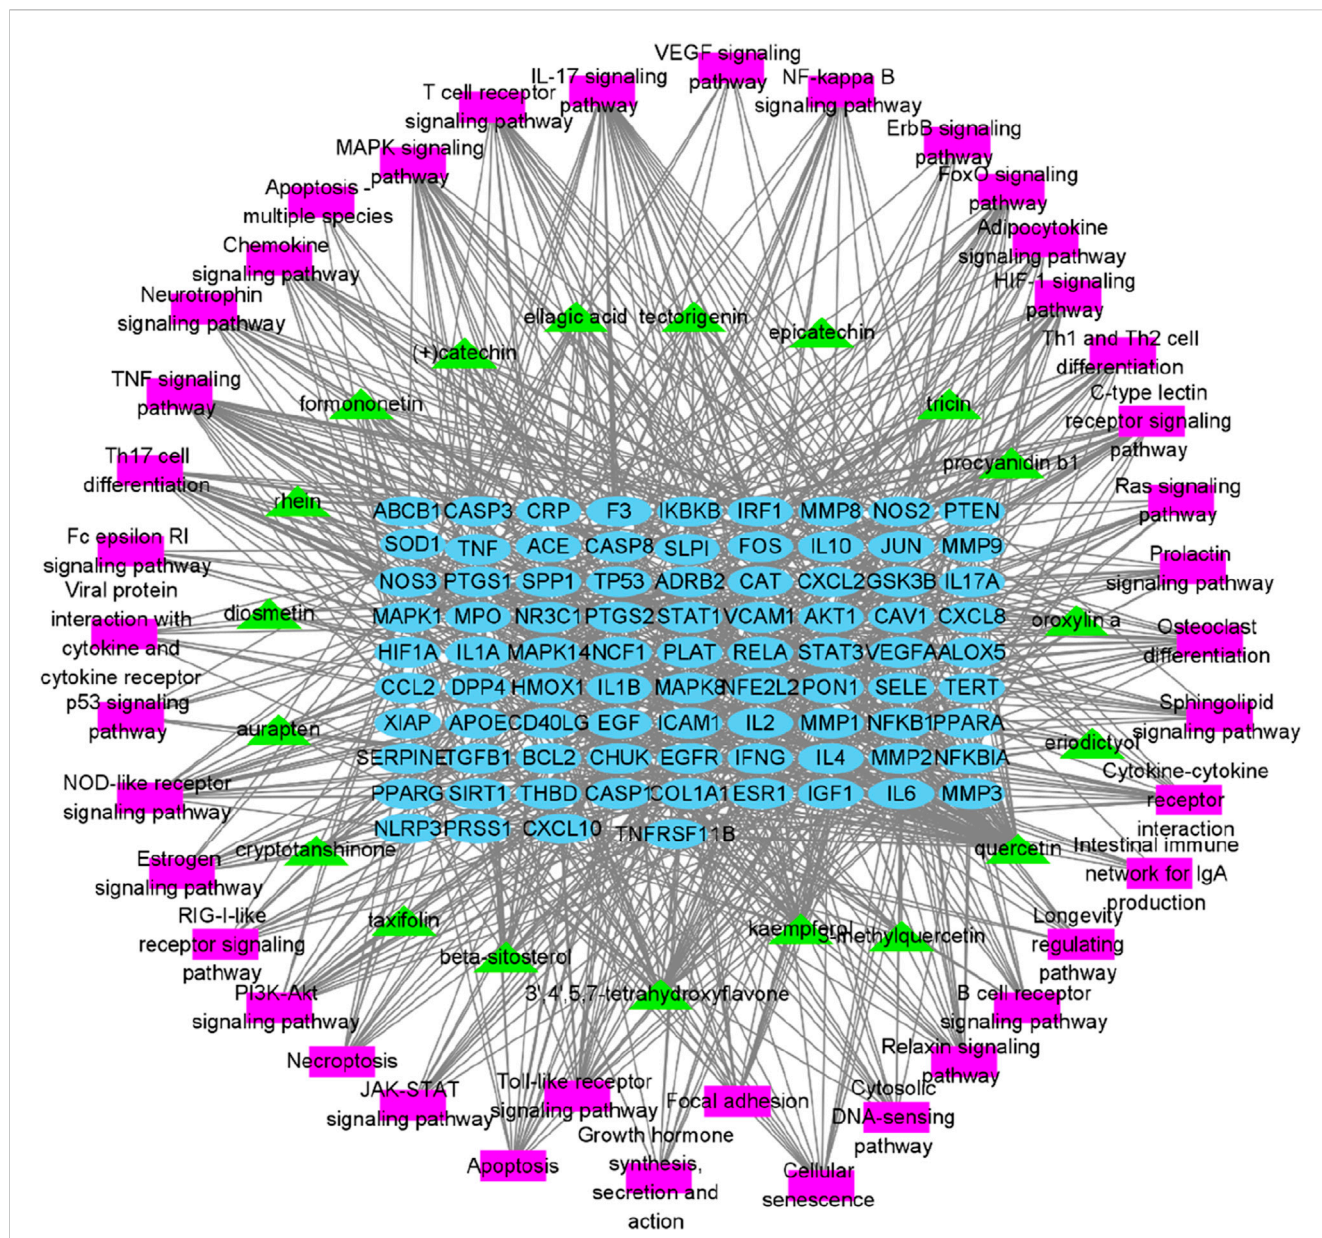 VEGF signaling
pathway
IL-17 signaling
pathway
NF-kappa B
signaling pathway
T cell receptor
signaling pathway
ErbB signaling
pathway
MAPK signaling
pathway
FoxO signaling
pathway
Apoptosis -
multiple species
Adipocytokine
signaling pathway
Chemokine
signaling pathway
HIF-1 signaling
pathway
Neurotrophin
signaling pathway
ellagic acid
tectorigenin
epicatechin
(+)catechin
Th1 and Th2 cell
differentiation
TNF signaling
pathway
formononetin
tricin
C-type lectin
receptor signaling
pathway
Th17 cell
differentiation
procyanidin b1
rhein
Ras signaling
pathway
ABCB1 CASP3 CRP F3 IKBKB IRF1 MMP8 NOS2 PTEN
SOD1 TNF ACE CASP8 SLPI FOS IL10 JUN MMP9
NOS3 PTGS1 SPP1 TP53 ADRB2 CAT CXCL2 GSK3B IL17A
MAPK1 MPO NR3C1 PTGS2 STAT1 VCAM1 AKT1 CAV1 CXCL8
HIF1A IL1A MAPK14 NCF1 PLAT RELA STAT3 VEGFA ALOX5
CCL2 DPP4 HMOX1 IL1B MAPK8 NFE2L2 PON1 SELE TERT
XIAP APOE CD40LG EGF ICAM1 IL2 MMP1 NFKB1 PPARA
SERPINE TGFB1 BCL2 CHUK EGFR IFNG IL4 MMP2 NFKBIA
PPARG SIRT1 THBD CASP1 COL1A1 ESR1 IGF1 IL6 MMP3
NLRP3 PRSS1 CXCL10 TNFRSF11B
Fc epsilon RI
signaling pathway
Prolactin
signaling pathway
Viral protein
interaction with
cytokine and
cytokine receptor
diosmetin
oroxylin a
Osteoclast
differentiation
p53 signaling
pathway
aurapten
Sphingolipid
signaling pathway
eriodictyol
NOD-like receptor
signaling pathway
Cytokine-cytokine
receptor
interaction
cryptotanshinone
quercetin
Estrogen
signaling pathway
Intestinal immune
network for IgA
production
RIG-I-like
receptor signaling
pathway
taxifolin
kaempferol
3-methylquercetin
Longevity
regulating
pathway
beta-sitosterol
3',4',5,7-tetrahydroxyflavone
PI3K-Akt
signaling pathway
B cell receptor
signaling pathway
Necroptosis
Relaxin signaling
pathway
JAK-STAT
signaling pathway
Toll-like receptor
signaling pathway
Focal adhesion
Cytosolic
DNA-sensing
pathway
Apoptosis
Growth hormone
synthesis,
secretion and
action
Cellular
senescence